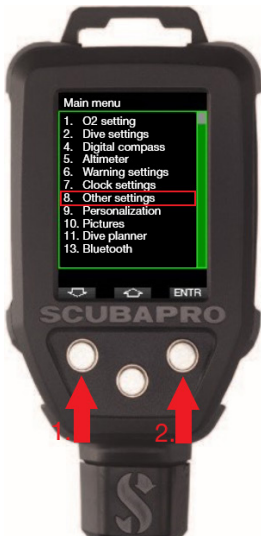 Main menu
1. O2 setting
2. Dive settings
4. Digital compass
5. Altimeter
6. Warning settings
7. Clock settings
8. Other settings
9. Personalization
10. Pictures
11. Dive planner
13. Bluetooth
ENTR
SCUBAPRO
1. 2.
S